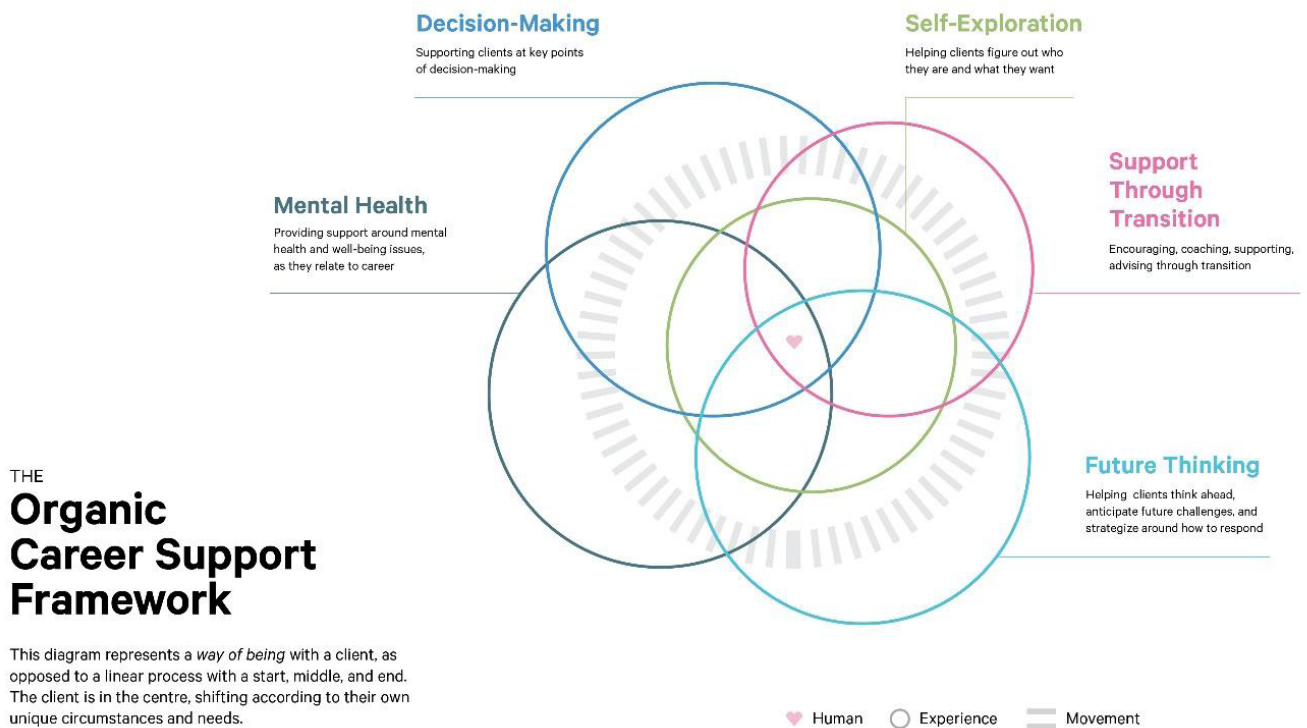 Decision-Making
Supporting clients at key points
of decision-making
Self-Exploration
Helping clients figure out who
they are and what they want
Mental Health
Providing support around mental
health and well-being issues,
as they relate to career
Support
Through
Transition
Encouraging, coaching, supporting,
advising through transition
Future Thinking
Helping clients think ahead,
anticipate future challenges, and
strategize around how to respond
THE
Organic
Career Support
Framework
This diagram represents a way of being with a client, as
opposed to a linear process with a start, middle, and end.
The client is in the centre, shifting according to their own
unique circumstances and needs.
Human
Experience
Movement